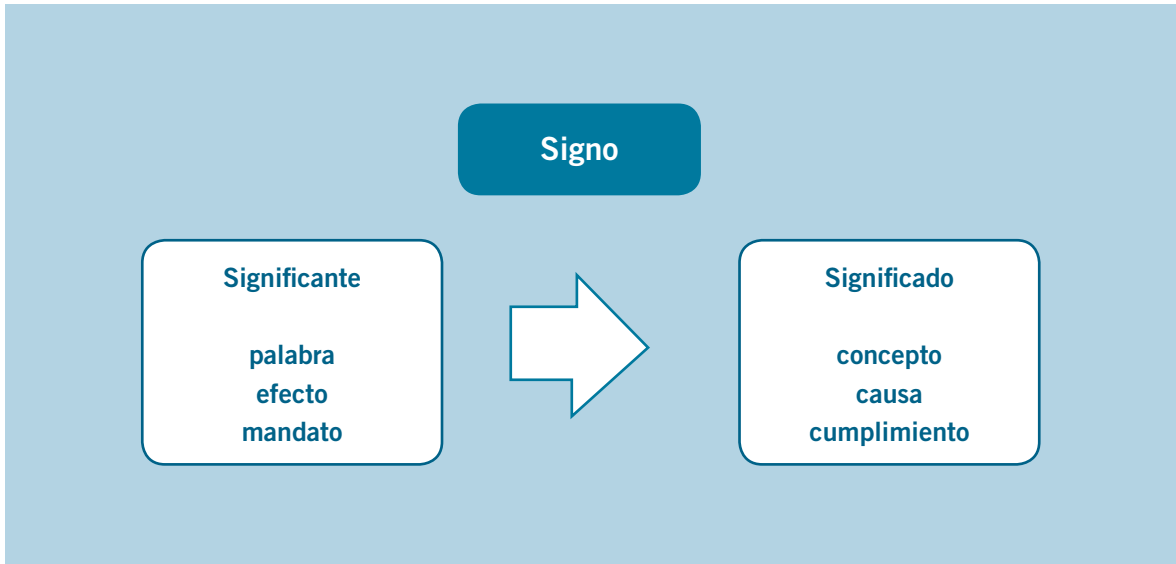 Signo
Significante
palabra
efecto
mandato
Significado
concepto
causa
cumplimiento